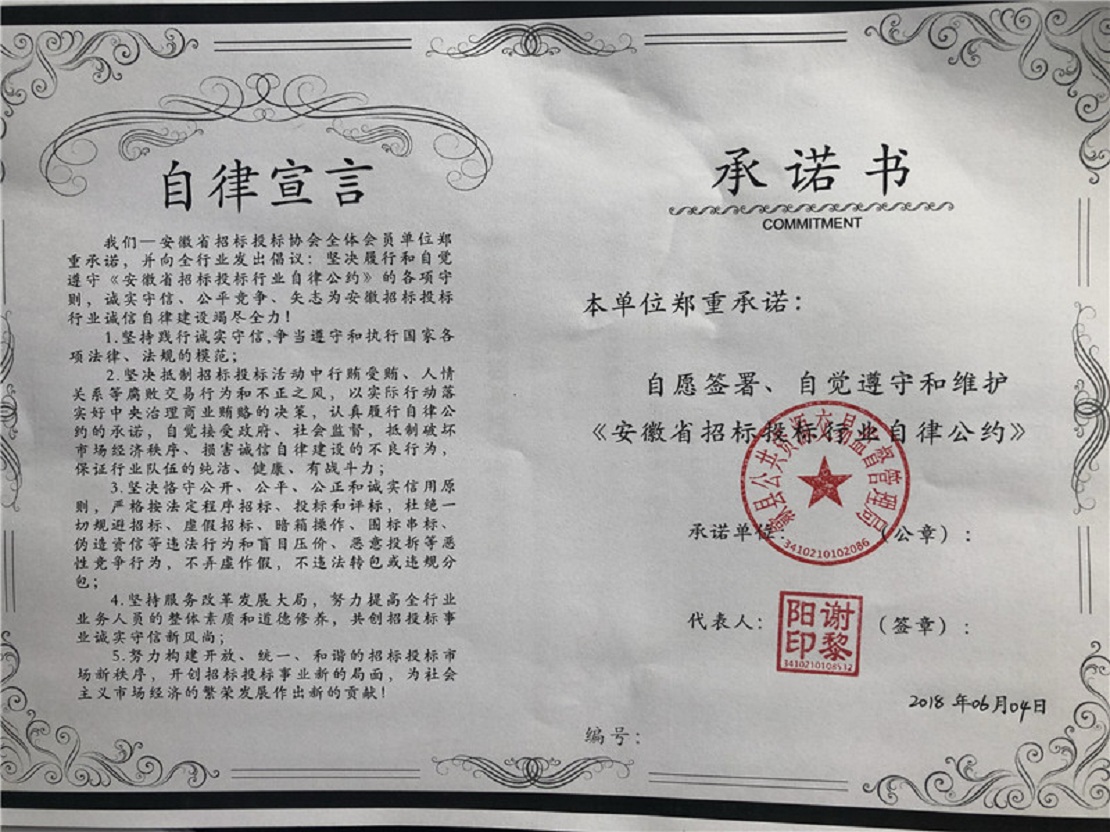 自律宣言
我们—安徽省招标投标协会全体会员单位郑
重承诺，并向全行业发出倡议：坚决履行和自觉
遵守《安徽省招标投标行业自律公约》的各项守
则，诚实守信、公平竞争、矢志为安徽招标投标
行业诚信自律建设竭尽全力！
1.坚持践行诚实守信,争当遵守和执行国家各
项法律、法规的模范；
2.坚决抵制招标投标活动中行贿受贿、人情
关系等腐败交易行为和不正之风，以实际行动落
实好中央治理商业贿赂的决策，认真履行自律公
约的承诺，自觉接受政府、社会监督，抵制破坏
市场经济秩序、损害诚信自律建设的不良行为，
保证行业队伍的纯洁、健康、有战斗力；
3.坚决恪守公开、公平、公正和诚实信用原
则，严格按法定程序招标、投标和评标，杜绝一
切规避招标、虚假招标、暗箱操作、围标串标、
伪造资信等违法行为和盲目压价、恶意投拆等恶
性竞争行为，不弄虚作假，不违法转包或违规分
包；
4.坚持服务改革发展大局，努力提高全行业
业务人员的整体素质和道德修养，共创招投标事
业诚实守信新风尚；
5.努力构建开放、统一、和谐的招标投标市
场新秩序，开创招标投标事业新的局面，为社会
主义市场经济的繁荣发展作出新的贡献！
承诺书
COMMITMENT
本单位郑重承诺：
自愿签署、自觉遵守和维护
《安徽省招标投标行业自律公约》
县公共资源交易监督管理局
3410210102086
承诺单位：（公章）：
代表人：（签章）：
谢黎阳印
3410210106512
2018 年06月04日
编号：